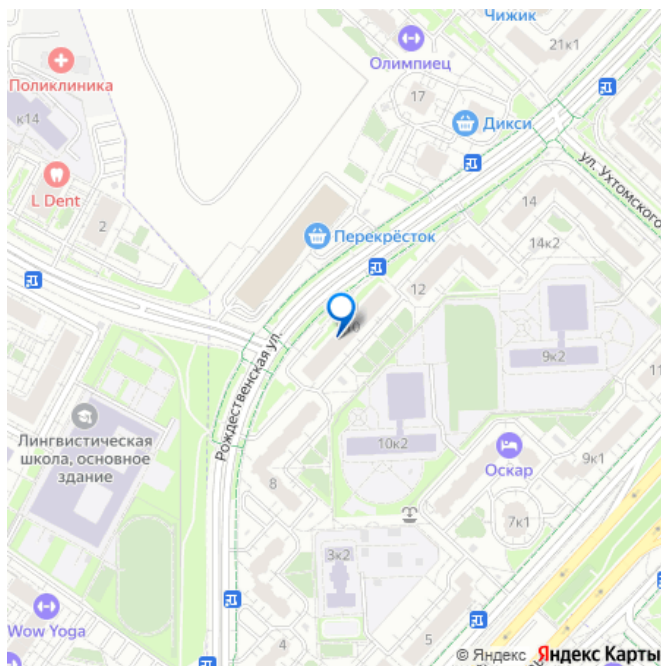 Чижик
21к1
Олимпиец
Поликлиника
17
к14
Дикси
ул. Ухтомского
L Dent
2
14
Перекрёсток
14к2
12
10
Рождественская ул.
9к2
11
Лингвистическая
школа, основное
здание
10к2
Оскар
9к1
8
7к1
3к2
Wow Yoga
5
4
© Яндекс Яндекс Карты